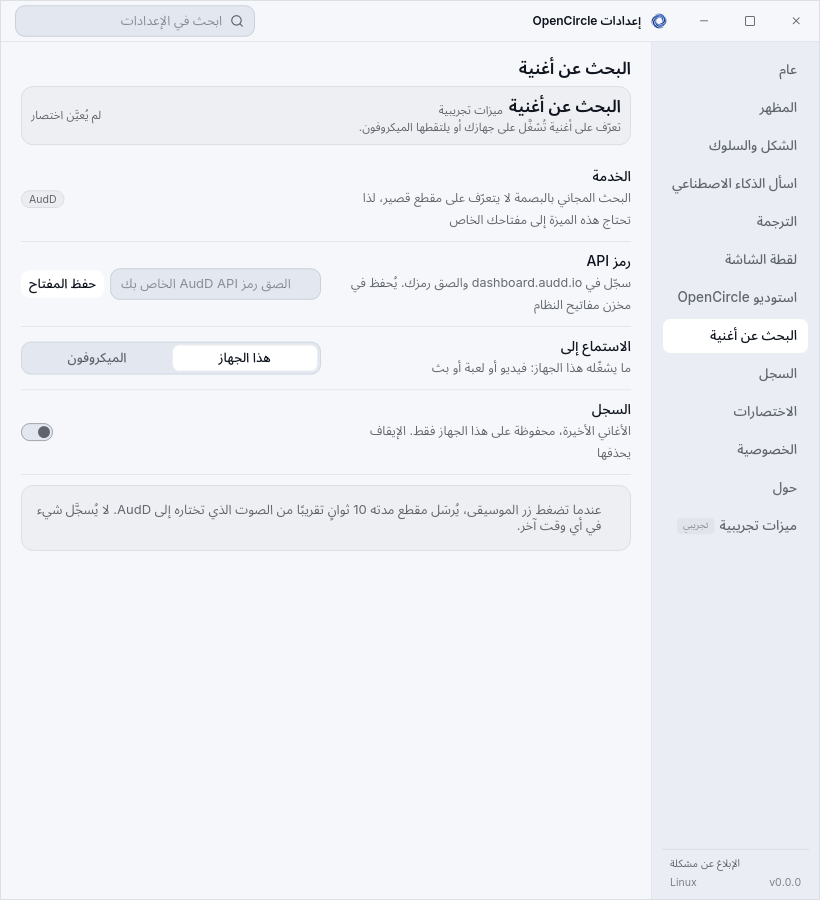 إعدادات OpenCircle
ابحث في الإعدادات
عام
المظهر
الشكل والسلوك
اسأل الذكاء الاصطناعي
الترجمة
لقطة الشاشة
استوديو OpenCircle
البحث عن أغنية
السجل
الاختصارات
الخصوصية
حول
ميزات تجريبية تجريبي
الإبلاغ عن مشكلة
v0.0.0 Linux
البحث عن أغنية
البحث عن أغنية ميزات تجريبية
تعرّف على أغنية تُشغَّل على جهازك أو يلتقطها الميكروفون.
لم يُعيَّن اختصار
الخدمة
البحث المجاني بالبصمة لا يتعرّف على مقطع قصير، لذا
تحتاج هذه الميزة إلى مفتاحك الخاص
AudD
رمز API
سجّل في dashboard.audd.io والصق رمزك. يُحفظ في
مخزن مفاتيح النظام
الصق رمز AudD API الخاص بك
حفظ المفتاح
الاستماع إلى
ما يشغّله هذا الجهاز: فيديو أو لعبة أو بث
هذا الجهاز
الميكروفون
السجل
الأغاني الأخيرة، محفوظة على هذا الجهاز فقط. الإيقاف
يحذفها
عندما تضغط زر الموسيقى، يُرسَل مقطع مدته 10 ثوانٍ تقريبًا من الصوت الذي تختاره إلى AudD. لا يُسجَّل شيء
في أي وقت آخر.